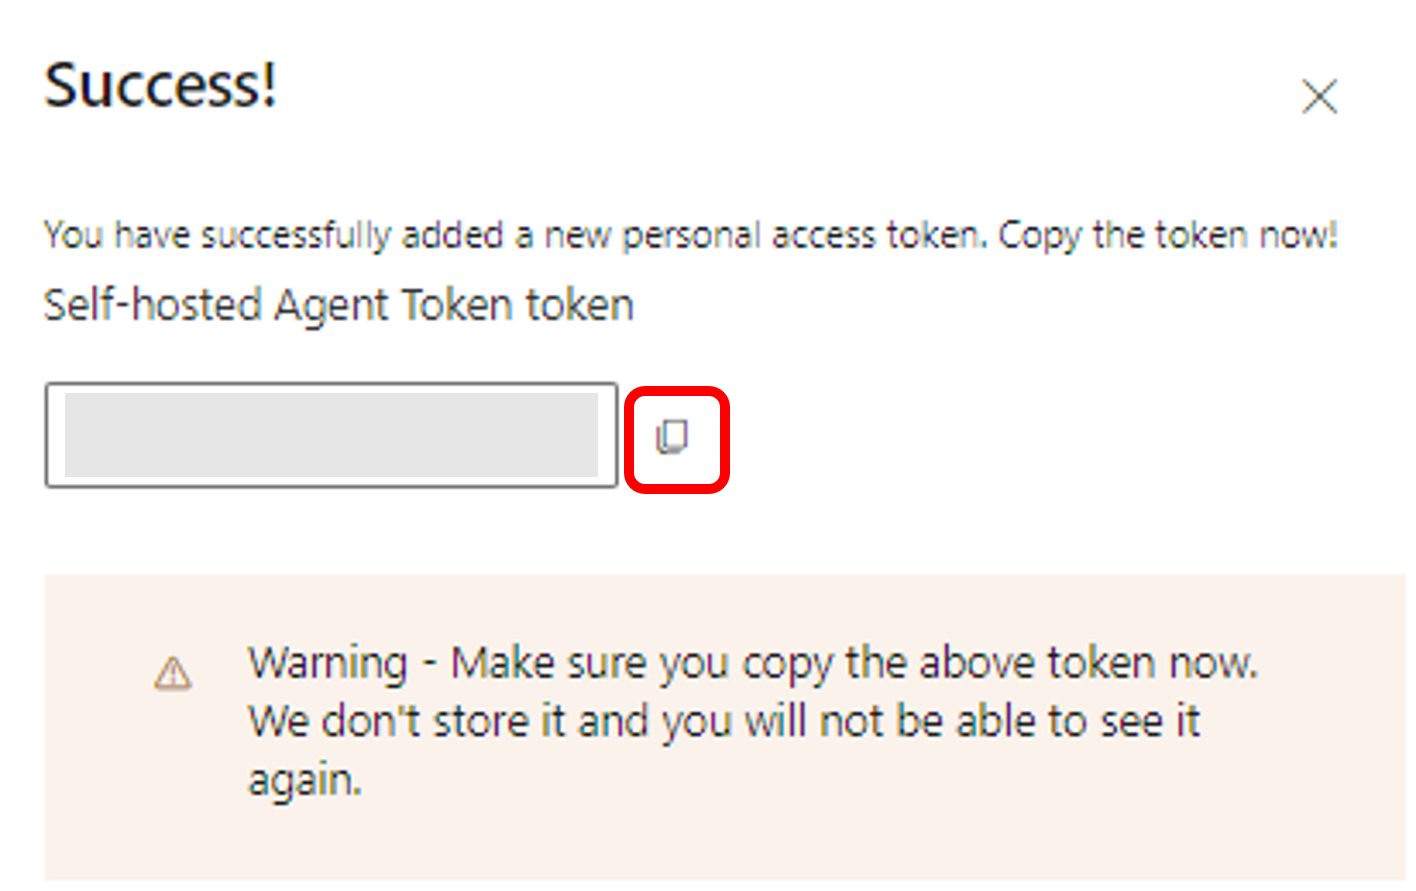 Success!
You have successfully added a new personal access token. Copy the token now!
Self-hosted Agent Token token
Warning - Make sure you copy the above token now.
We don't store it and you will not be able to see it
again.